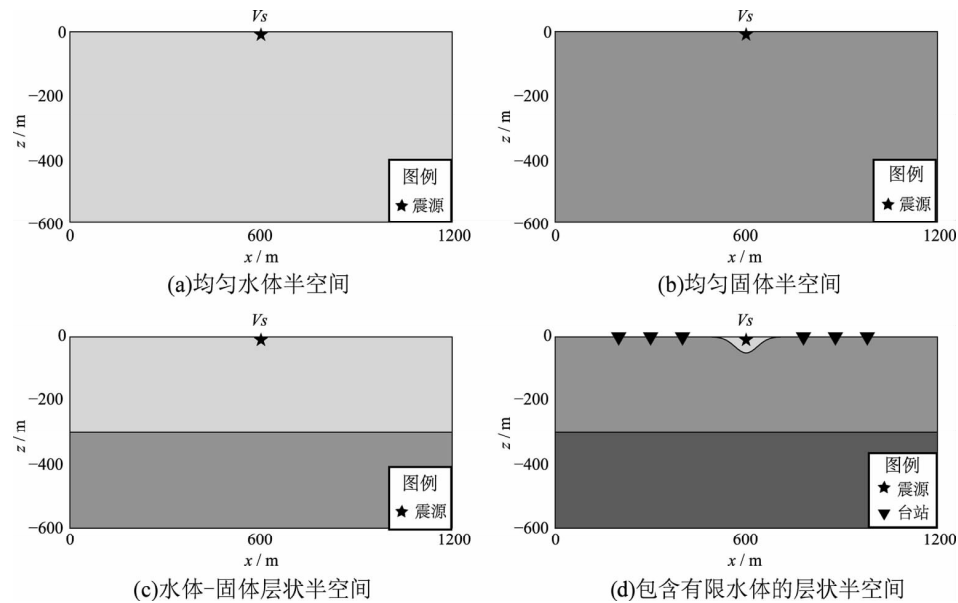 Vs
0
−200
−400
−600
z / m
图例
★ 震源
0
600
1200
x / m
(a)均匀水体半空间
Vs
0
−200
−400
−600
z / m
图例
★ 震源
0
600
1200
x / m
(b)均匀固体半空间
Vs
0
−200
−400
−600
z / m
图例
★ 震源
0
600
1200
x / m
(c)水体−固体层状半空间
Vs
0
−200
−400
−600
z / m
图例
★ 震源
▼ 台站
0
600
1200
x / m
(d)包含有限水体的层状半空间